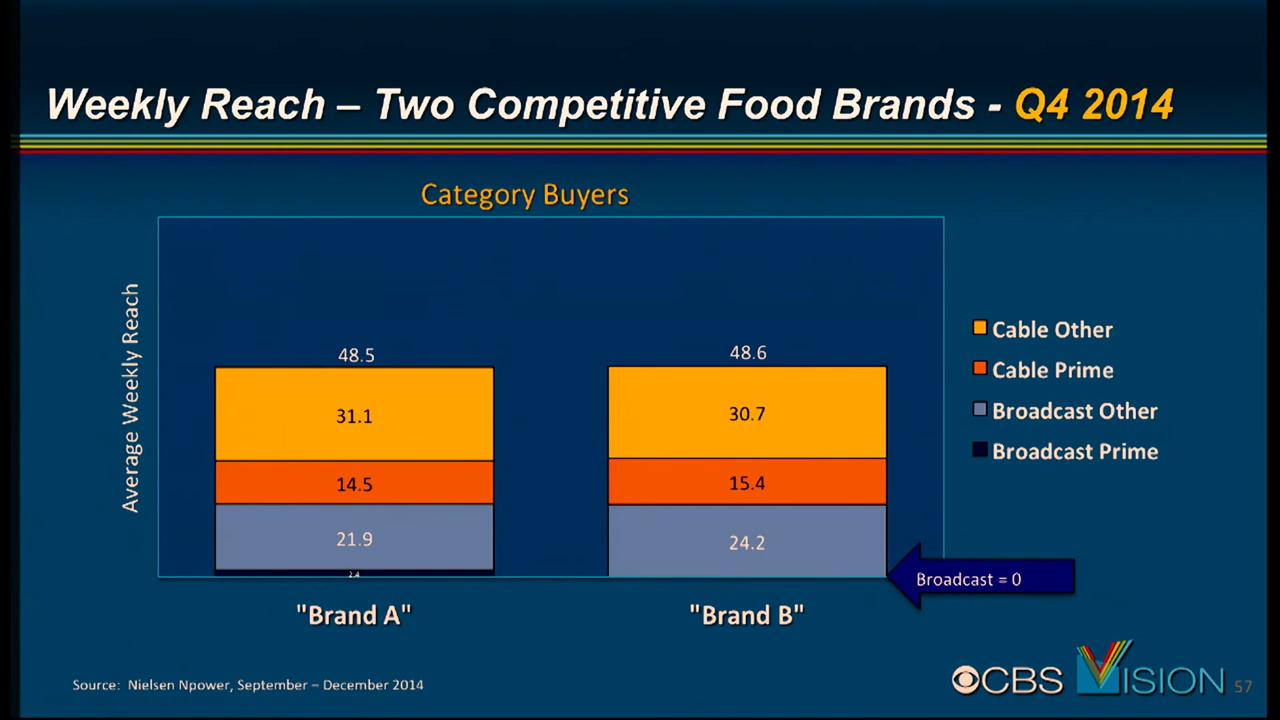 Weekly Reach – Two Competitive Food Brands - Q4 2014
Category Buyers
Average Weekly Reach
48.5
48.6
31.1
30.7
14.5
15.4
21.9
24.2
2.4
Cable Other
Cable Prime
Broadcast Other
Broadcast Prime
Broadcast = 0
"Brand A"
"Brand B"
Source: Nielsen Npower, September – December 2014
CBS VISION
57